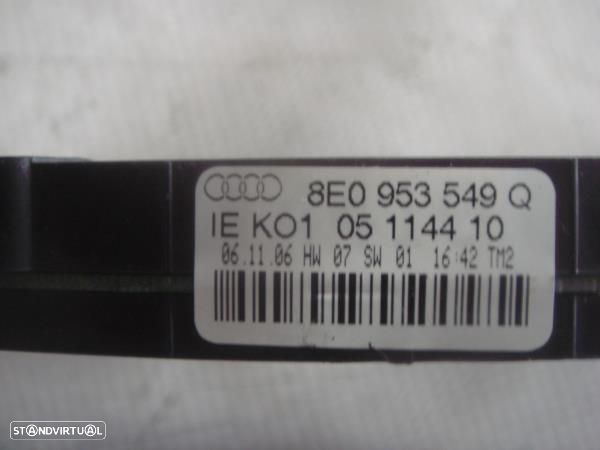 8E0 953 549 Q
IE KO1 05 1144 10
06.11.06 HW 07 SW 01 16:42 TM2
STANDVIRTUAL